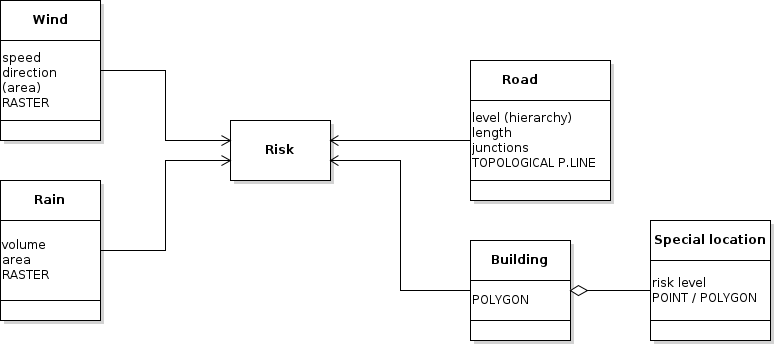 Wind
speed
direction
(area)
RASTER
Rain
volume
area
RASTER
Risk
Road
level (hierarchy)
length
junctions
TOPOLOGICAL P.LINE
Building
POLYGON
Special location
risk level
POINT / POLYGON